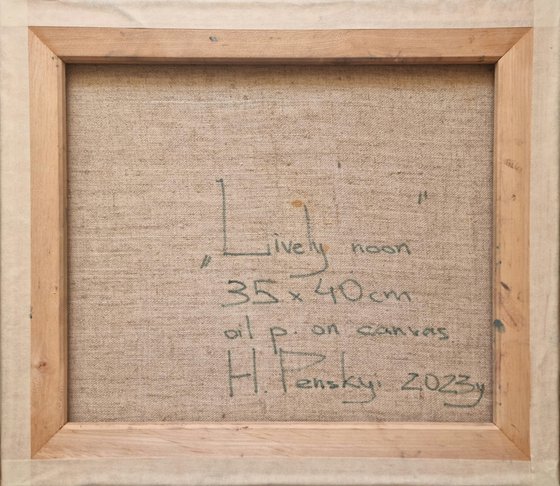 „Lively noon"
35 x 40 cm
oil p. on canvas
H. Penskyi 2023y